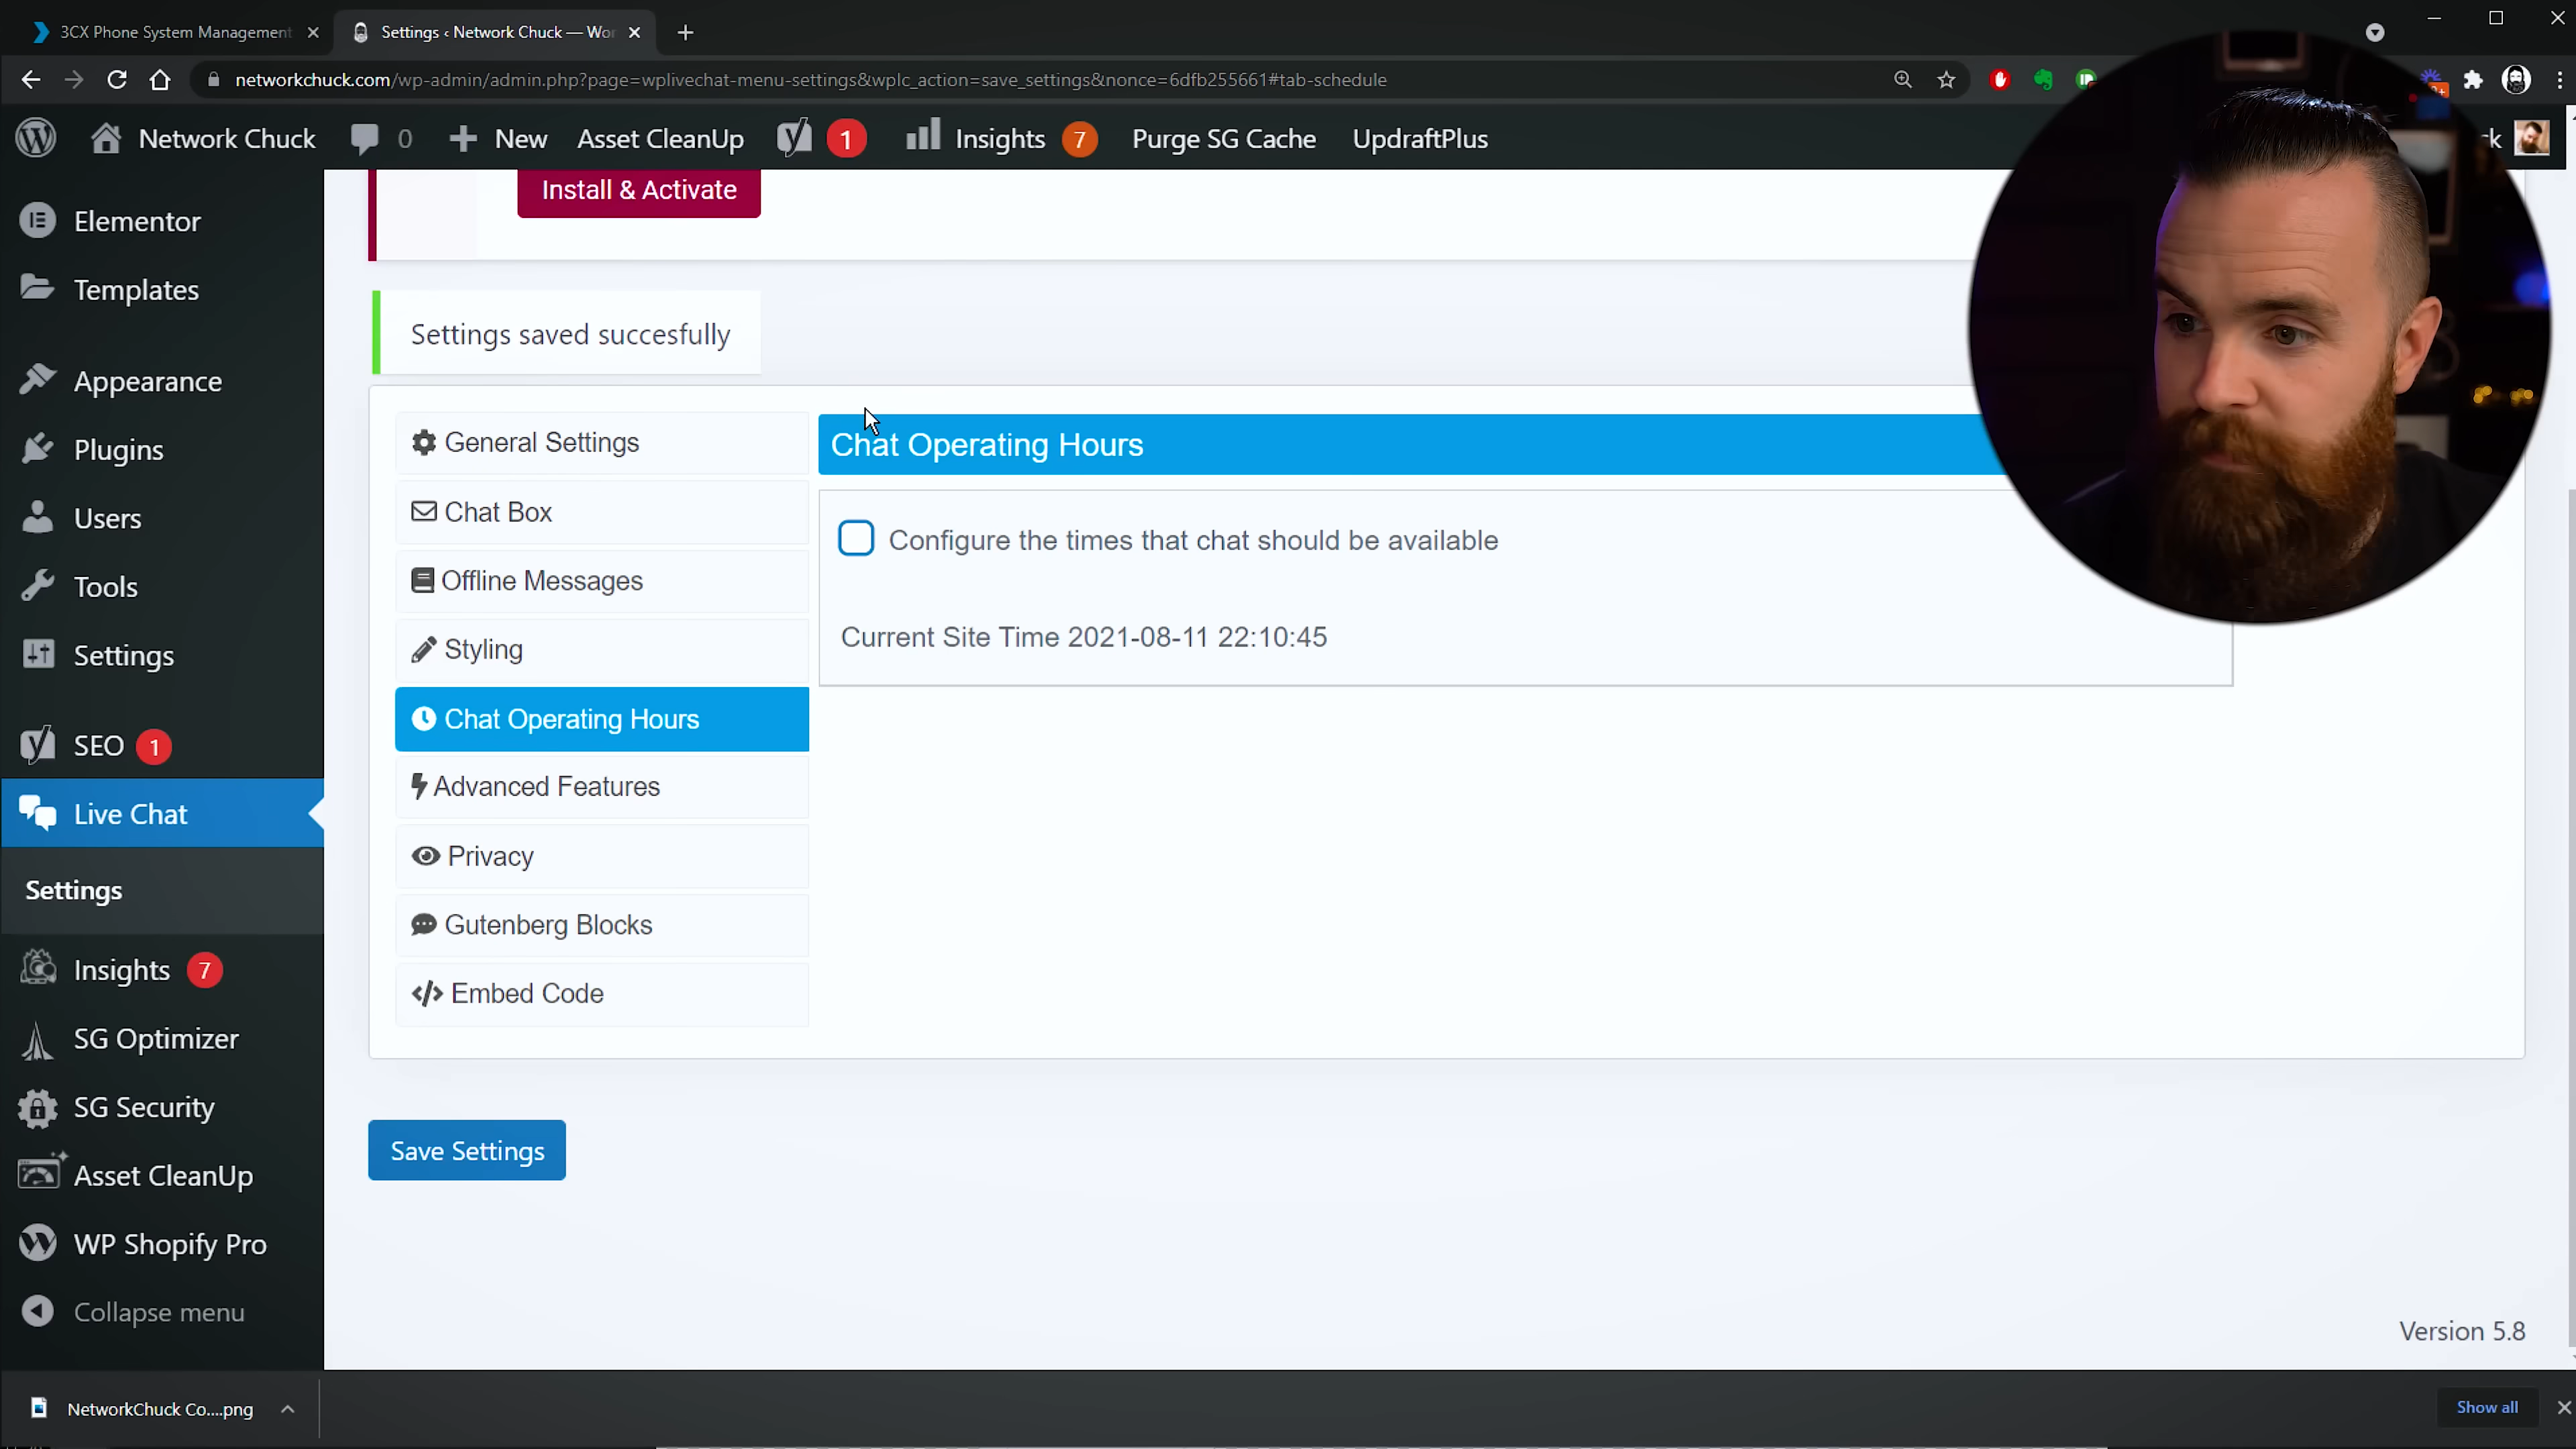 3CX Phone System Management
Settings ‹ Network Chuck — Wor
networkchuck.com/wp-admin/admin.php?page=wplivechat-menu-settings&wplc_action=save_settings&nonce=6dfb255661#tab-schedule
Network Chuck
0
New
Asset CleanUp
1
Insights
7
Purge SG Cache
UpdraftPlus
Elementor
Templates
Appearance
Plugins
Users
Tools
Settings
SEO 1
Live Chat
Settings
Insights 7
SG Optimizer
SG Security
Asset CleanUp
WP Shopify Pro
Collapse menu
Install & Activate
Settings saved succesfully
General Settings
Chat Box
Offline Messages
Styling
Chat Operating Hours
Advanced Features
Privacy
Gutenberg Blocks
Embed Code
Chat Operating Hours
Configure the times that chat should be available
Current Site Time 2021-08-11 22:10:45
Save Settings
Version 5.8
NetworkChuck Co....png
Show all